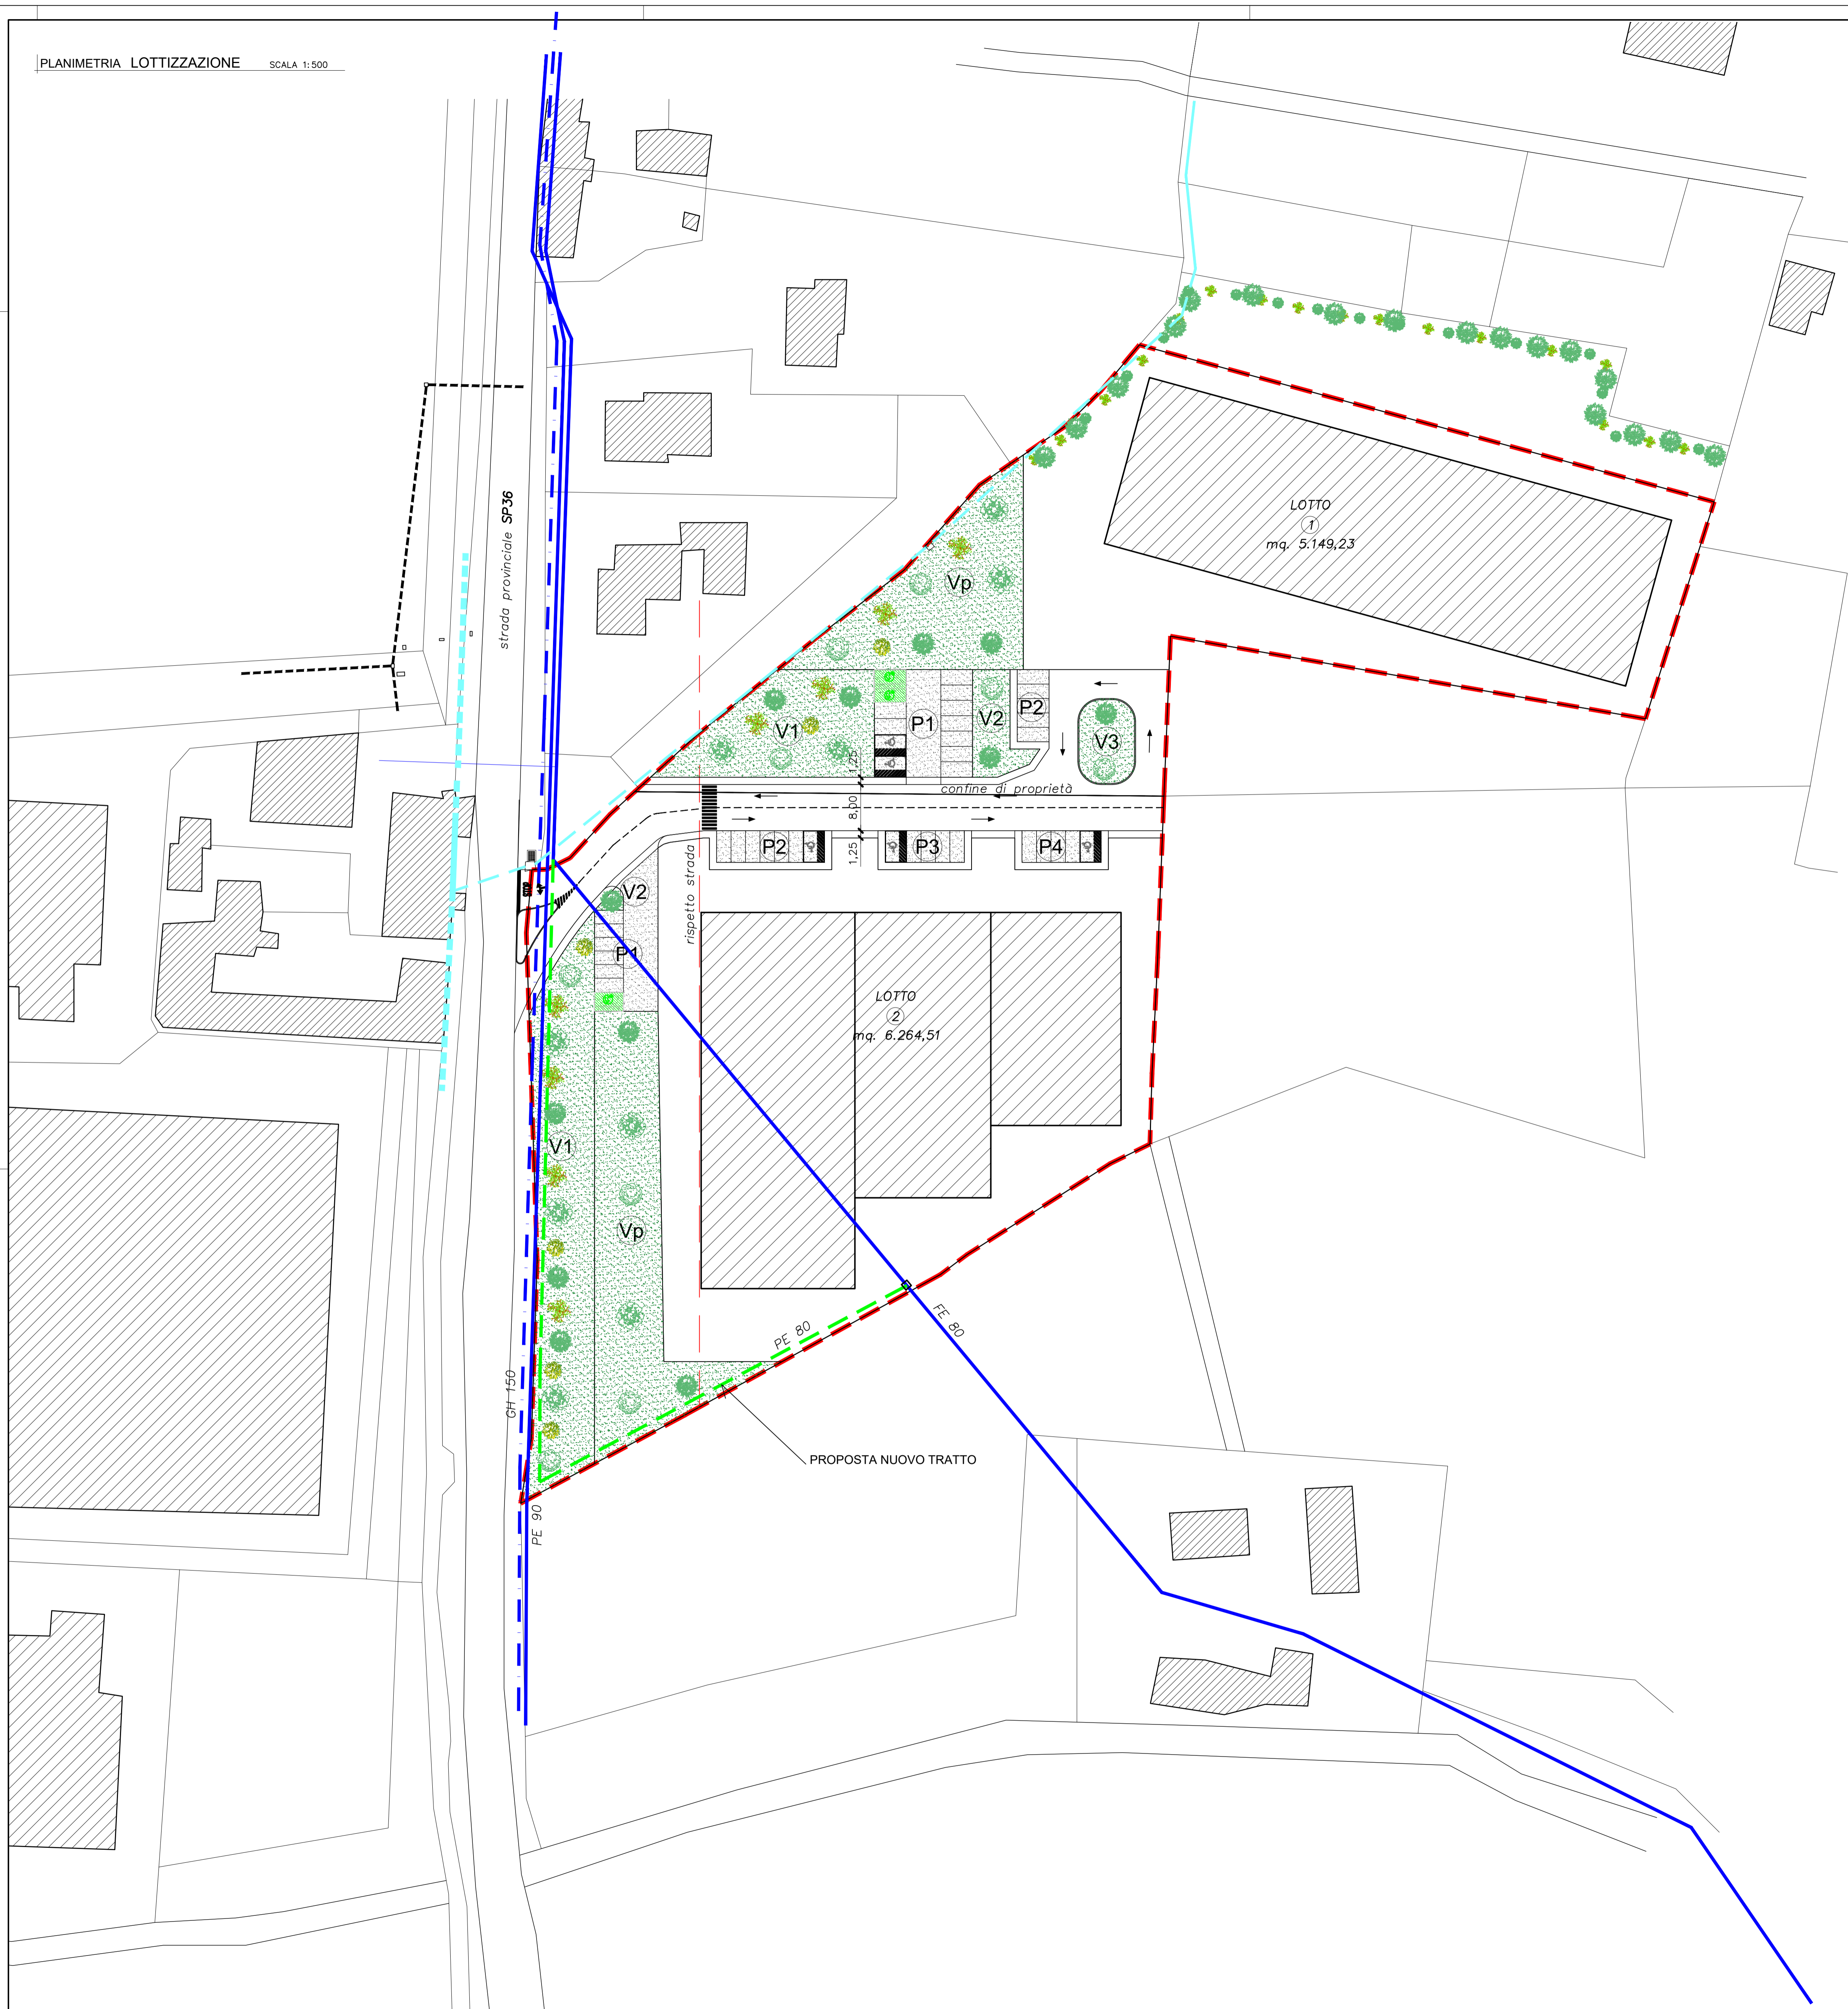 PLANIMETRIA LOTTIZZAZIONE SCALA 1:500
strada provinciale SP36
LOTTO
1
mq. 5.149,23
Vp
V1
P1
V2
P2
V3
1,25
confine di proprietà
8,00
1,25
P2
P3
P4
STOP
V2
rispetto strada
P1
LOTTO
2
mq. 6.264,51
V1
Vp
FE 80
PE 80
GH 150
PROPOSTA NUOVO TRATTO
PE 90